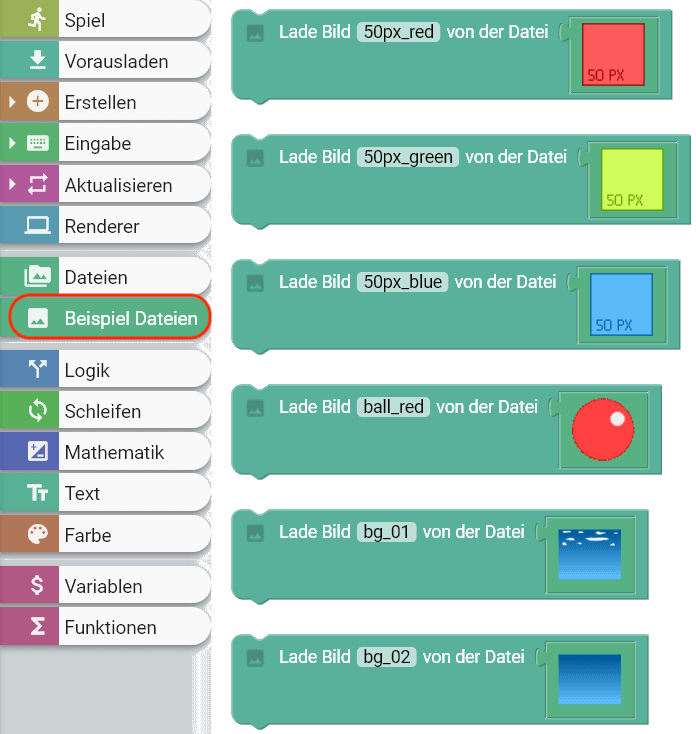 Spiel
Vorausladen
Erstellen
Eingabe
Aktualisieren
Renderer
Dateien
Beispiel Dateien
Logik
Schleifen
Mathematik
Text
Farbe
Variablen
Funktionen
Lade Bild 50px_red von der Datei
50 PX
Lade Bild 50px_green von der Datei
50 PX
Lade Bild 50px_blue von der Datei
50 PX
Lade Bild ball_red von der Datei
Lade Bild bg_01 von der Datei
Lade Bild bg_02 von der Datei